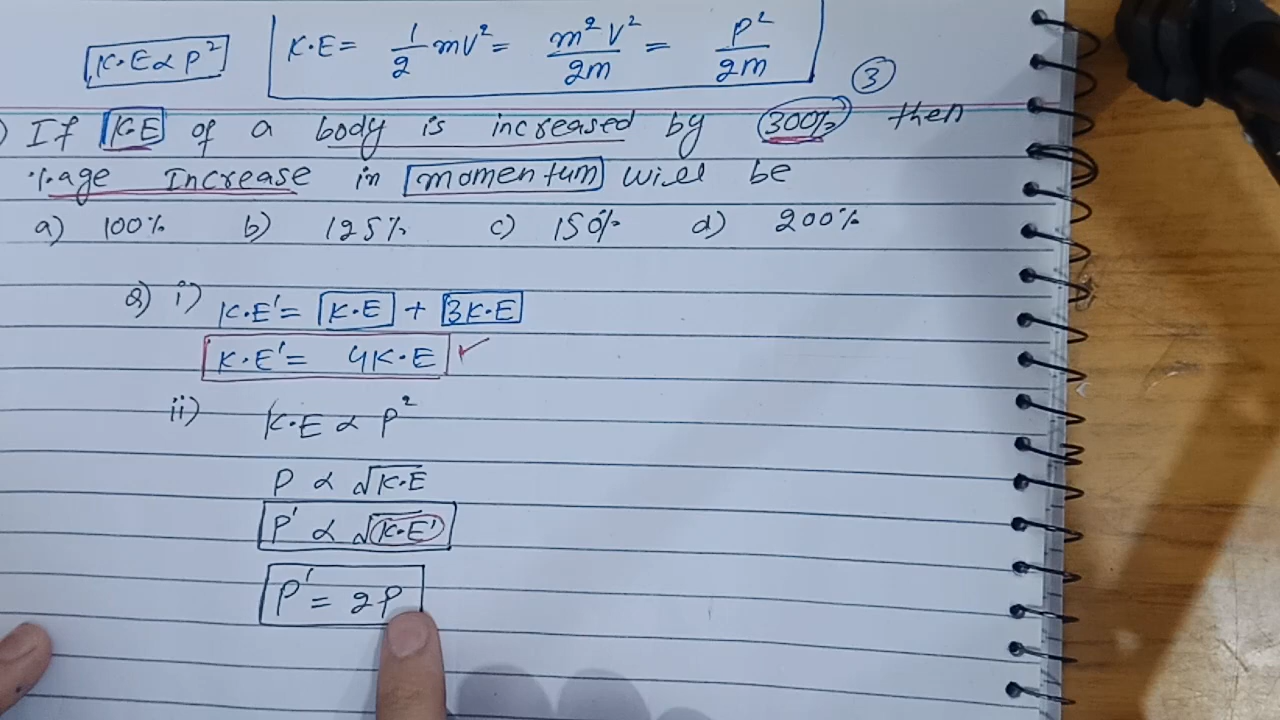 K.E ∝ P²
K.E = 1/2 mV² = m²V²/2m = P²/2m
③
) If K.E of a body is increased by 300% then
%age Increase in momentum will be
a) 100% b) 125% c) 150% d) 200%
i) K.E' = K.E + 3K.E
K.E' = 4K.E ✓
ii) K.E ∝ P²
P ∝ √K.E
P' ∝ √K.E'
P' = 2P